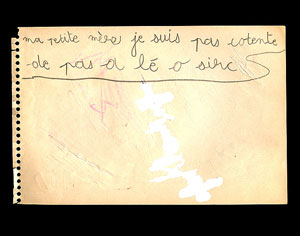 ma petite mère je suis pas cotente
de pas a lé o sirc